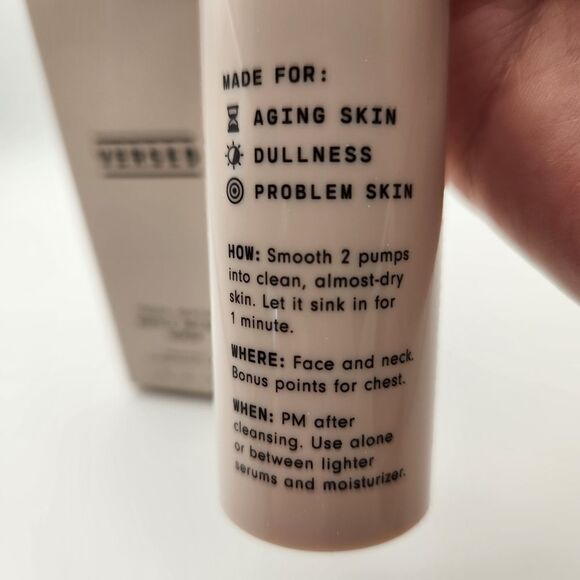 VERSED
MADE FOR:
AGING SKIN
DULLNESS
PROBLEM SKIN
HOW: Smooth 2 pumps
into clean, almost-dry
skin. Let it sink in for
1 minute.
WHERE: Face and neck.
Bonus points for chest.
WHEN: PM after
cleansing. Use alone
or between lighter
serums and moisturizer.